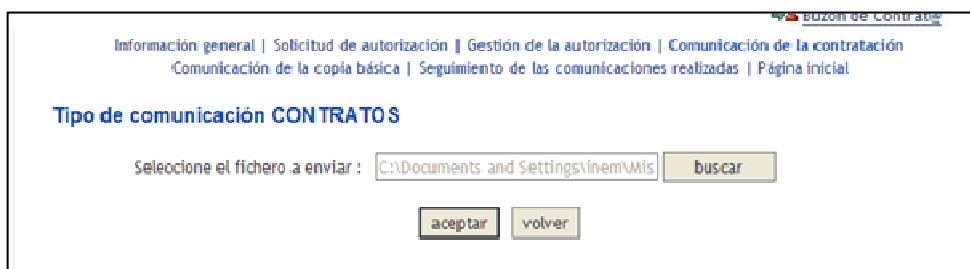 Buzón de Contrat@
Información general | Solicitud de autorización | Gestión de la autorización | Comunicación de la contratación
Comunicación de la copia básica | Seguimiento de las comunicaciones realizadas | Página inicial
Tipo de comunicación CONTRATOS
Seleccione el fichero a enviar : C:\Documents and Settings\inem\Mis buscar
aceptar volver